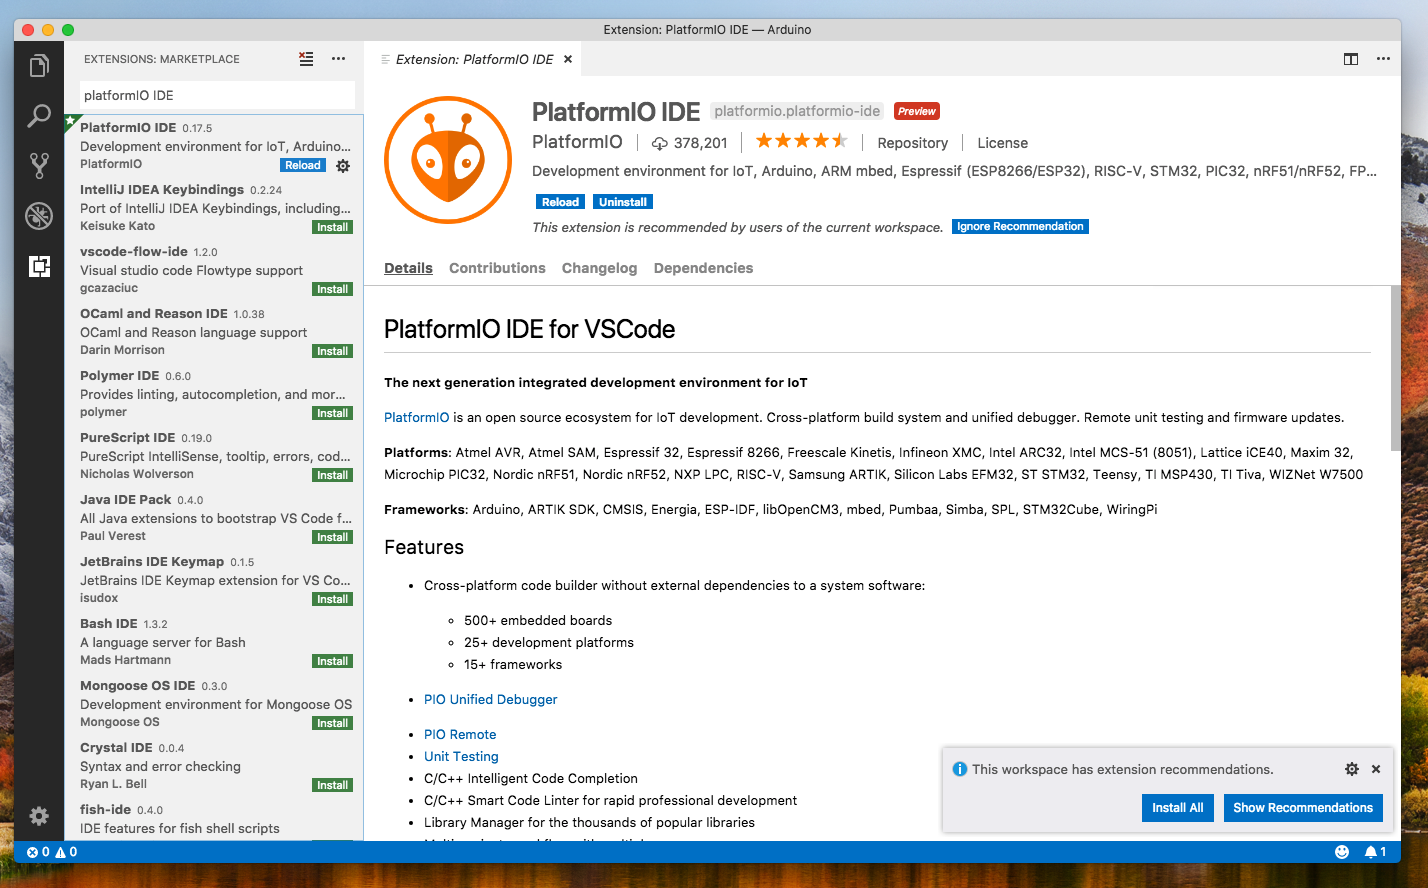 Extension: PlatformIO IDE — Arduino
EXTENSIONS: MARKETPLACE
platformIO IDE
PlatformIO IDE 0.17.5
Development environment for IoT, Arduino...
PlatformIO
Reload
IntelliJ IDEA Keybindings 0.2.24
Port of IntelliJ IDEA Keybindings, including...
Keisuke Kato
Install
vscode-flow-ide 1.2.0
Visual studio code Flowtype support
gcazaciuc
Install
OCaml and Reason IDE 1.0.38
OCaml and Reason language support
Darin Morrison
Install
Polymer IDE 0.6.0
Provides linting, autocompletion, and mor...
polymer
Install
PureScript IDE 0.19.0
PureScript IntelliSense, tooltip, errors, cod...
Nicholas Wolverson
Install
Java IDE Pack 0.4.0
All Java extensions to bootstrap VS Code f...
Paul Verest
Install
JetBrains IDE Keymap 0.1.5
JetBrains IDE Keymap extension for VS Co...
isudox
Install
Bash IDE 1.3.2
A language server for Bash
Mads Hartmann
Install
Mongoose OS IDE 0.3.0
Development environment for Mongoose OS
Mongoose OS
Install
Crystal IDE 0.0.4
Syntax and error checking
Ryan L. Bell
Install
fish-ide 0.4.0
IDE features for fish shell scripts
Extension: PlatformIO IDE
PlatformIO IDE platformio.platformio-ide Preview
PlatformIO 378,201 Repository License
Development environment for IoT, Arduino, ARM mbed, Espressif (ESP8266/ESP32), RISC-V, STM32, PIC32, nRF51/nRF52, FP...
Reload Uninstall
This extension is recommended by users of the current workspace. Ignore Recommendation
Details Contributions Changelog Dependencies
PlatformIO IDE for VSCode
The next generation integrated development environment for IoT
PlatformIO is an open source ecosystem for IoT development. Cross-platform build system and unified debugger. Remote unit testing and firmware updates.
Platforms: Atmel AVR, Atmel SAM, Espressif 32, Espressif 8266, Freescale Kinetis, Infineon XMC, Intel ARC32, Intel MCS-51 (8051), Lattice iCE40, Maxim 32,
Microchip PIC32, Nordic nRF51, Nordic nRF52, NXP LPC, RISC-V, Samsung ARTIK, Silicon Labs EFM32, ST STM32, Teensy, TI MSP430, TI Tiva, WIZNet W7500
Frameworks: Arduino, ARTIK SDK, CMSIS, Energia, ESP-IDF, libOpenCM3, mbed, Pumbaa, Simba, SPL, STM32Cube, WiringPi
Features
Cross-platform code builder without external dependencies to a system software:
500+ embedded boards
25+ development platforms
15+ frameworks
PIO Unified Debugger
PIO Remote
Unit Testing
C/C++ Intelligent Code Completion
C/C++ Smart Code Linter for rapid professional development
Library Manager for the thousands of popular libraries
This workspace has extension recommendations.
Install All Show Recommendations
0 0
1